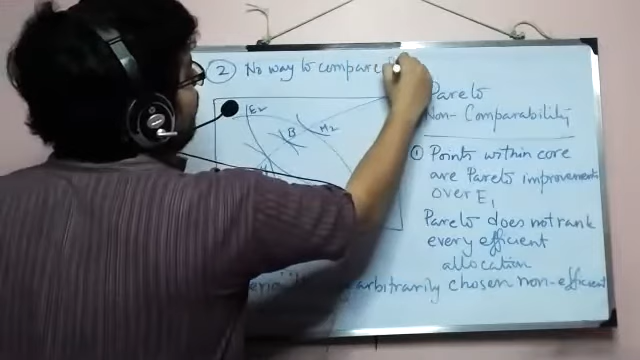 ② No way to compare
E2
B
M2
Pareto
Non-Comparability
① Points within core
are Pareto improvements
over E1
Pareto does not rank
every efficient
allocation
arbitrarily chosen non-efficient